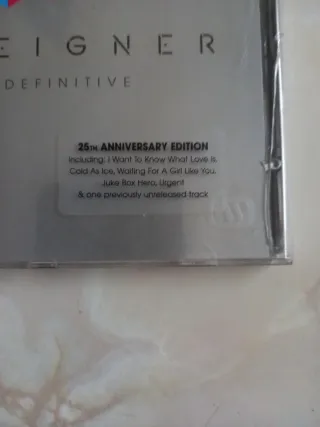 EIGNER
DEFINITIVE
25TH ANNIVERSARY EDITION
Including: I Want To Know What Love Is,
Cold As Ice, Waiting For A Girl Like You,
Juke Box Hero, Urgent
& one previously unreleased track